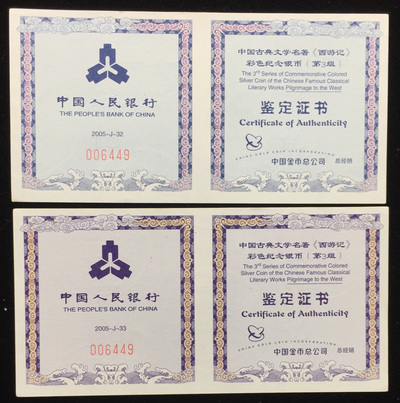 中国人民银行
THE PEOPLE'S BANK OF CHINA
2005-J-32
006449
中国古典文学名著《西游记》
彩色纪念银币（第3组）
The 3rd Series of Commemorative Colored
Silver Coin of the Chinese Famous Classical
Literary Works Pilgrimage to the West
鉴定证书
Certificate of Authenticity
CHINA GOLD COIN INCORPORATION
中国金币总公司 总经销
中国人民银行
THE PEOPLE'S BANK OF CHINA
2005-J-33
006449
中国古典文学名著《西游记》
彩色纪念银币（第3组）
The 3rd Series of Commemorative Colored
Silver Coin of the Chinese Famous Classical
Literary Works Pilgrimage to the West
鉴定证书
Certificate of Authenticity
CHINA GOLD COIN INCORPORATION
中国金币总公司 总经销